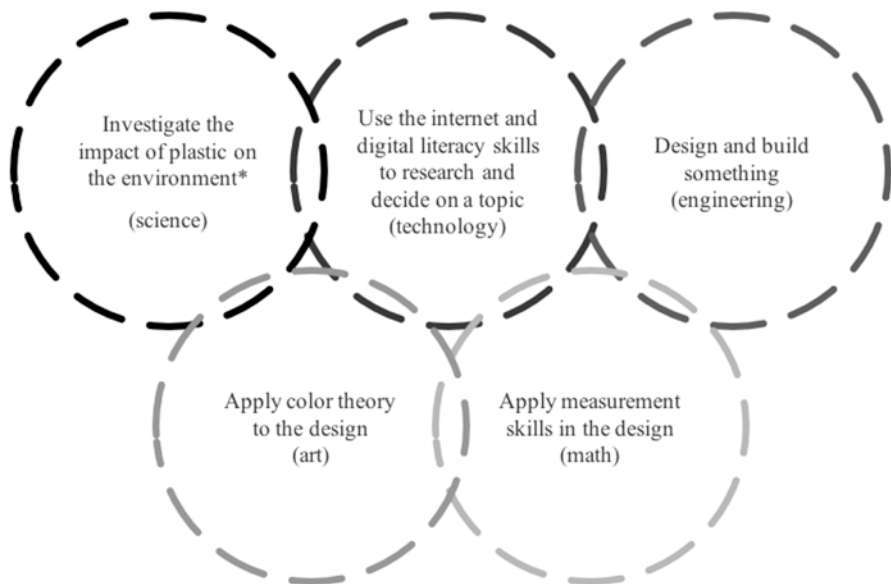 Investigate the
impact of plastic on
the environment*
(science)
Use the internet and
digital literacy skills
to research and
decide on a topic
(technology)
Design and build
something
(engineering)
Apply color theory
to the design
(art)
Apply measurement
skills in the design
(math)